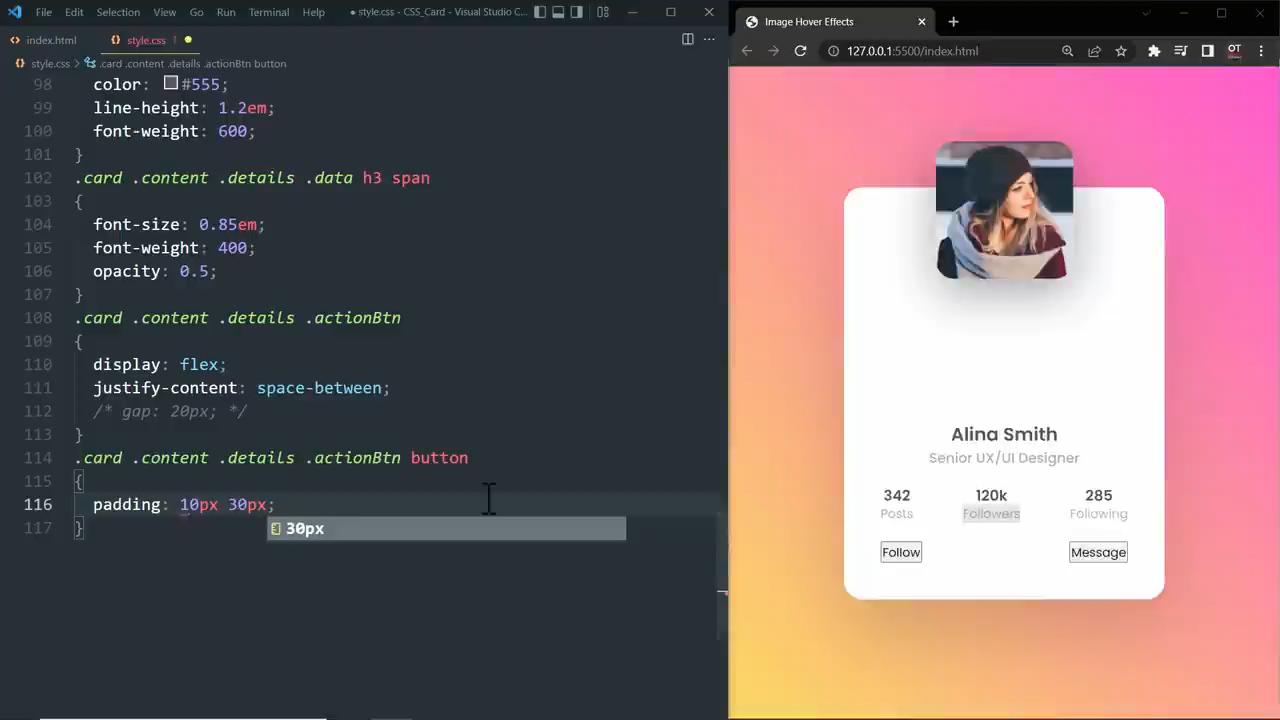 File Edit Selection View Go Run Terminal Help ● style.css - CSS_Card - Visual Studio C...
index.html style.css ●
style.css > .card .content .details .actionBtn button
98 color: #555;
99 line-height: 1.2em;
100 font-weight: 600;
101 }
102 .card .content .details .data h3 span
103 {
104 font-size: 0.85em;
105 font-weight: 400;
106 opacity: 0.5;
107 }
108 .card .content .details .actionBtn
109 {
110 display: flex;
111 justify-content: space-between;
112 /* gap: 20px; */
113 }
114 .card .content .details .actionBtn button
115 {
116 padding: 10px 30px;
117 }
30px
Image Hover Effects
127.0.0.1:5500/index.html
OT
Alina Smith
Senior UX/UI Designer
342 120k 285
Posts Followers Following
Follow Message